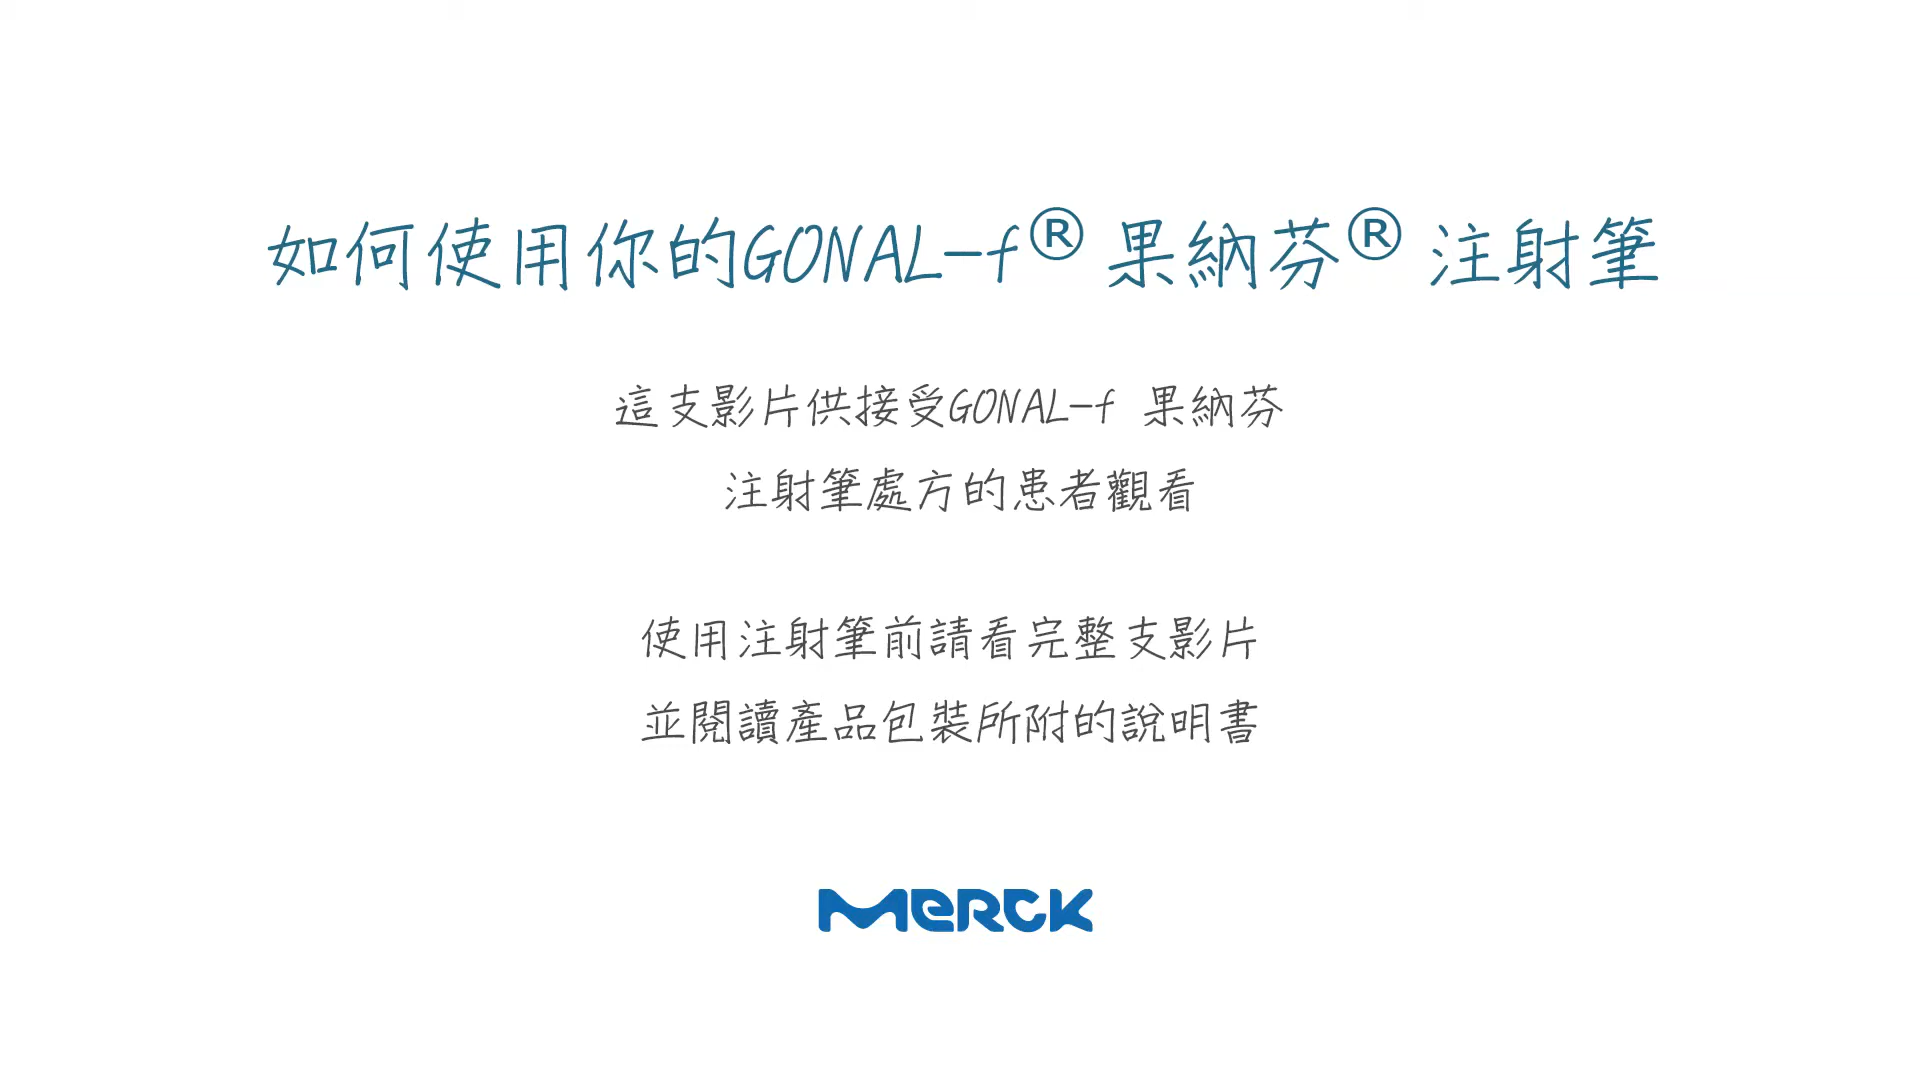 如何使用你的GONAL-f® 果納芬® 注射筆
這支影片供接受GONAL-f 果納芬
注射筆處方的患者觀看
使用注射筆前請看完整支影片
並閱讀產品包裝所附的說明書
MERCK